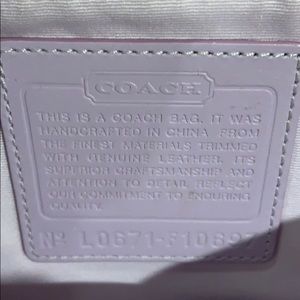 COACH
THIS IS A COACH BAG. IT WAS
HANDCRAFTED IN CHINA FROM
THE FINEST MATERIALS TRIMMED
WITH GENUINE LEATHER. ITS
SUPERIOR CRAFTSMANSHIP AND
ATTENTION TO DETAIL REFLECT
OUR COMMITMENT TO ENDURING
QUALITY.
Nº